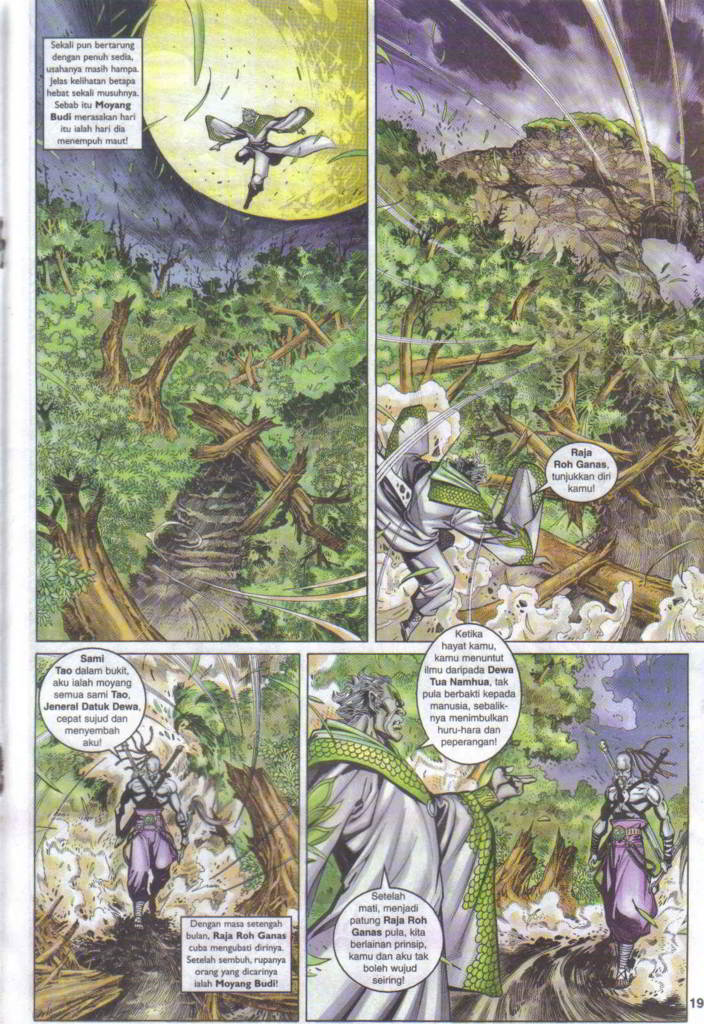 Sekali pun bertarung
dengan penuh sedia,
usahanya masih hampa.
Jelas kelihatan betapa
hebat sekali musuhnya.
Sebab itu Moyang
Budi merasakan hari
itu ialah hari dia
menempuh maut!
Raja
Roh Ganas,
tunjukkan diri
kamu!
Sami
Tao dalam bukit,
aku ialah moyang
semua sami Tao,
Jeneral Datuk Dewa,
cepat sujud dan
menyembah
aku!
Dengan masa setengah
bulan, Raja Roh Ganas
cuba mengubati dirinya.
Setelah sembuh, rupanya
orang yang dicarinya
ialah Moyang Budi!
Ketika
hayat kamu,
kamu menuntut
ilmu daripada Dewa
Tua Namhua, tak
pula berbakti kepada
manusia, sebalik-
nya menimbulkan
huru-hara dan
peperangan!
Setelah
mati, menjadi
patung Raja Roh
Ganas pula, kita
berlainan prinsip,
kamu dan aku tak
boleh wujud
seiring!
19